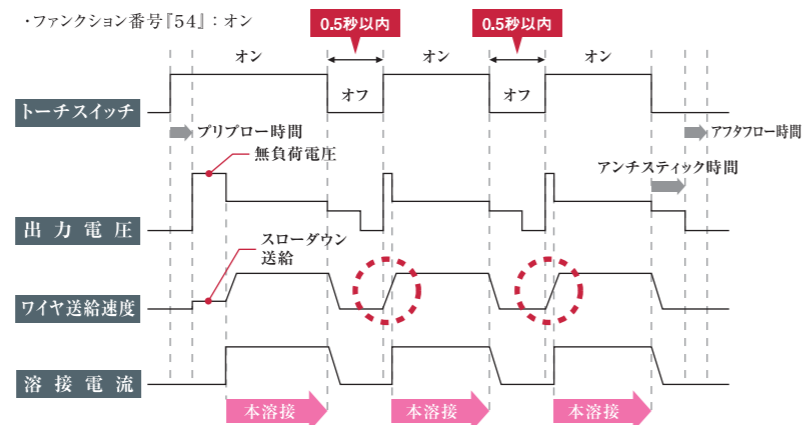 ・ファンクション番号『54』：オン
0.5秒以内
0.5秒以内
オン
オン
オン
オフ
オフ
トーチスイッチ
プリフロー時間
アフタフロー時間
無負荷電圧
アンチスティック時間
出力電圧
スローダウン
送給
ワイヤ送給速度
溶接電流
本溶接
本溶接
本溶接